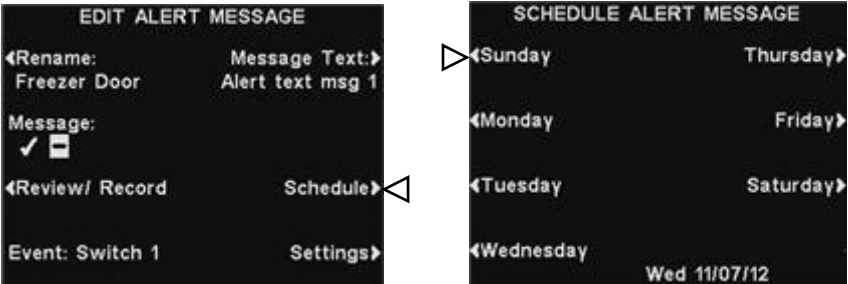 EDIT ALERT MESSAGE
Rename: Message Text:
Freezer Door Alert text msg 1
Message:
Review/ Record Schedule
Event: Switch 1 Settings
SCHEDULE ALERT MESSAGE
Sunday Thursday
Monday Friday
Tuesday Saturday
Wednesday
Wed 11/07/12